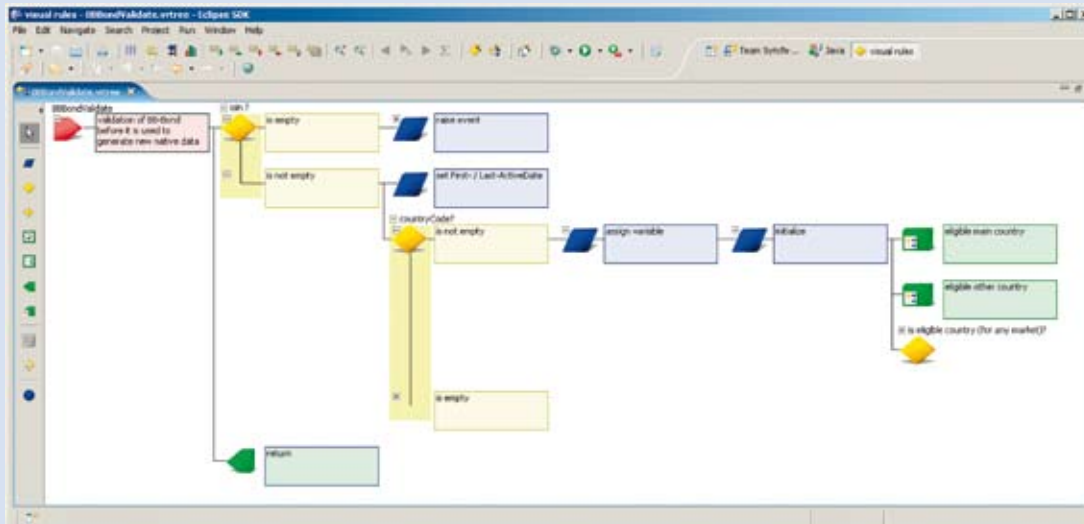 visual rules - BBBondValidate.vrtree - Eclipse SDK
File Edit Navigate Search Project Run Window Help
Team Synchr... Java visual rules
BBBondValidate.vrtree
BBBondValidate
validation of BB-Bond
before it is used to
generate new native data
isin ?
is empty
raise event
is not empty
set First- / Last-ActiveDate
countryCode?
is not empty
assign variable
initialize
eligible main country
eligible other country
is eligible country (for any market)?
is empty
return